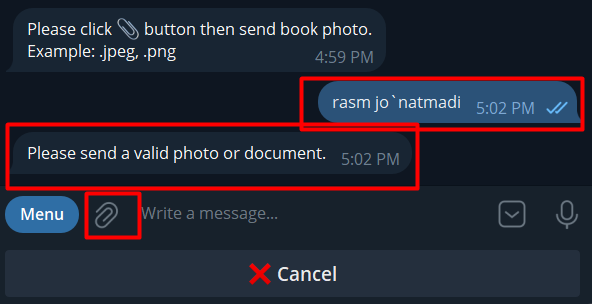 Please click 📎 button then send book photo.
Example: .jpeg, .png
4:59 PM
rasm jo`natmadi 5:02 PM
Please send a valid photo or document. 5:02 PM
Menu Write a message...
❌ Cancel